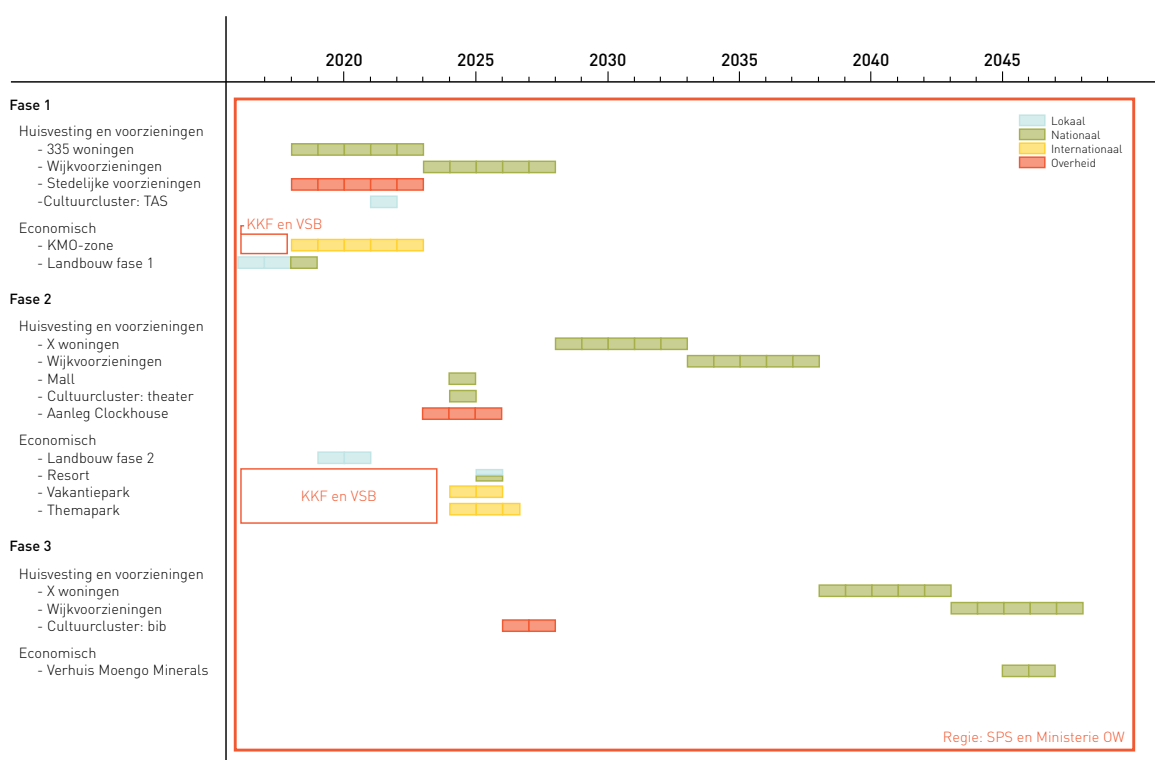 2020 2025 2030 2035 2040 2045
Fase 1
Huisvesting en voorzieningen
- 335 woningen
- Wijkvoorzieningen
- Stedelijke voorzieningen
-Cultuurcluster: TAS
Economisch
- KMO-zone
- Landbouw fase 1
KKF en VSB
Lokaal
Nationaal
Internationaal
Overheid
Fase 2
Huisvesting en voorzieningen
- X woningen
- Wijkvoorzieningen
- Mall
- Cultuurcluster: theater
- Aanleg Clockhouse
Economisch
- Landbouw fase 2
- Resort
- Vakantiepark
- Themapark
KKF en VSB
Fase 3
Huisvesting en voorzieningen
- X woningen
- Wijkvoorzieningen
- Cultuurcluster: bib
Economisch
- Verhuis Moengo Minerals
Regie: SPS en Ministerie OW